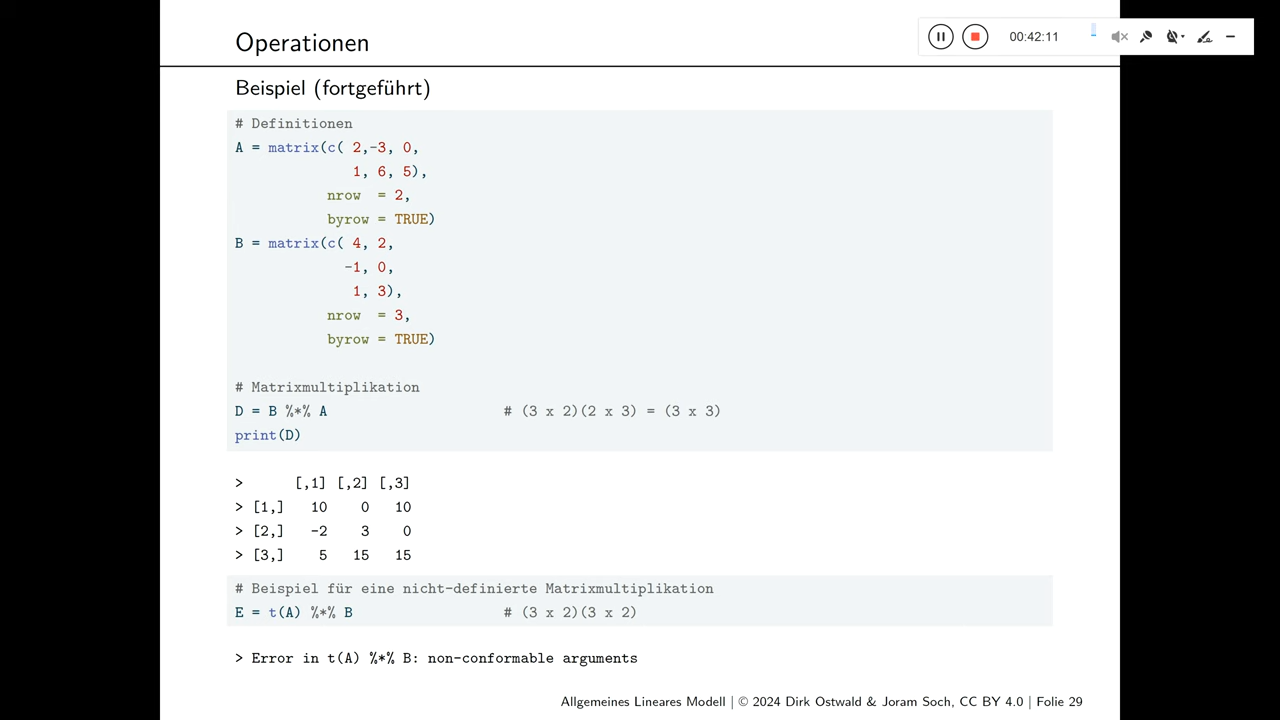 Operationen
00:42:11
Beispiel (fortgeführt)
# Definitionen
A = matrix(c( 2,-3, 0,
1, 6, 5),
nrow = 2,
byrow = TRUE)
B = matrix(c( 4, 2,
-1, 0,
1, 3),
nrow = 3,
byrow = TRUE)
# Matrixmultiplikation
D = B %*% A # (3 x 2)(2 x 3) = (3 x 3)
print(D)
> [,1] [,2] [,3]
> [1,] 10 0 10
> [2,] -2 3 0
> [3,] 5 15 15
# Beispiel für eine nicht-definierte Matrixmultiplikation
E = t(A) %*% B # (3 x 2)(3 x 2)
> Error in t(A) %*% B: non-conformable arguments
Allgemeines Lineares Modell | © 2024 Dirk Ostwald & Joram Soch, CC BY 4.0 | Folie 29